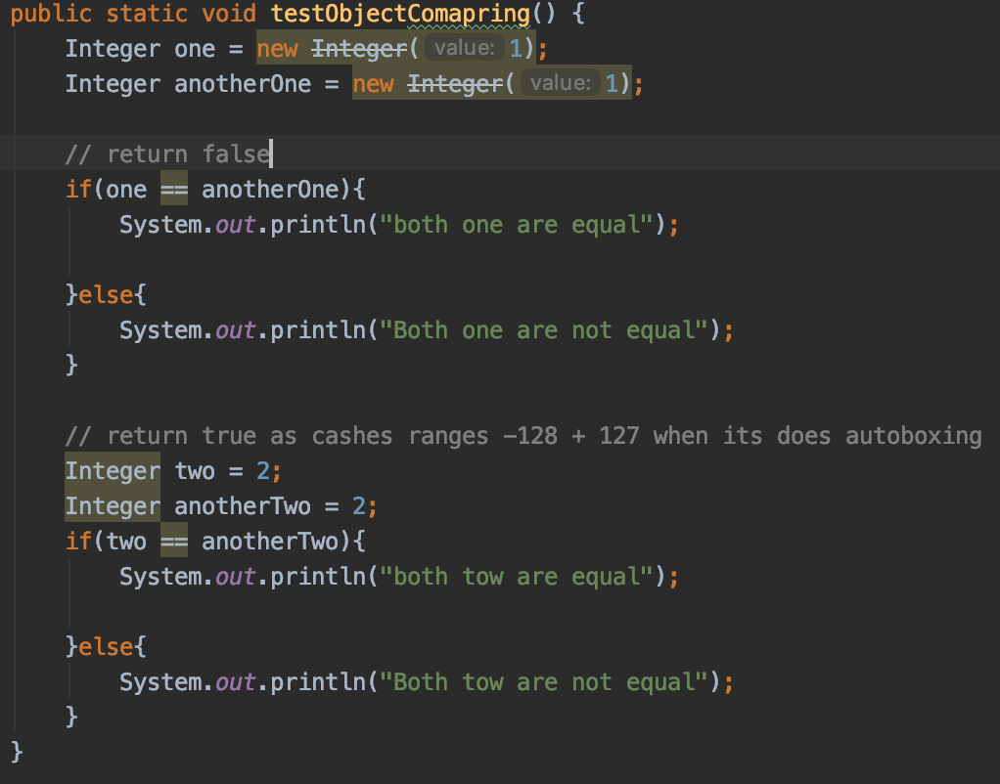 public static void testObjectComapring() {
Integer one = new Integer( value: 1);
Integer anotherOne = new Integer( value: 1);
// return false
if(one == anotherOne){
System.out.println("both one are equal");
}else{
System.out.println("Both one are not equal");
}
// return true as cashes ranges -128 + 127 when its does autoboxing
Integer two = 2;
Integer anotherTwo = 2;
if(two == anotherTwo){
System.out.println("both tow are equal");
}else{
System.out.println("Both tow are not equal");
}
}